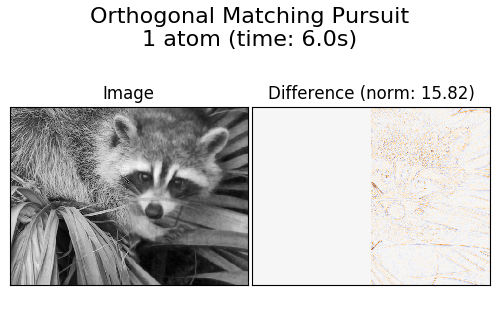 Orthogonal Matching Pursuit
1 atom (time: 6.0s)
Image
Difference (norm: 15.82)